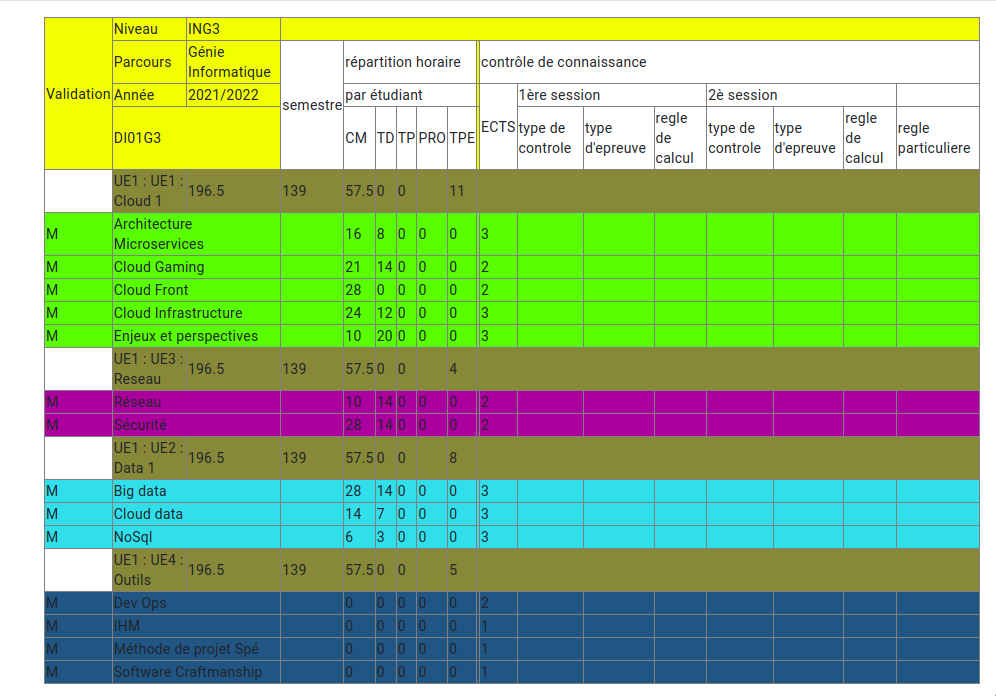 Niveau ING3
Validation Parcours Génie Informatique semestre répartition horaire contrôle de connaissance
Année 2021/2022 par étudiant ECTS 1ère session 2è session
DI01G3 CM TD TP PRO TPE type de controle type d'epreuve regle de calcul type de controle type d'epreuve regle de calcul regle particuliere
UE1 : UE1 : Cloud 1 196.5 139 57.5 0 0 11
M Architecture Microservices 16 8 0 0 0 3
M Cloud Gaming 21 14 0 0 0 2
M Cloud Front 28 0 0 0 0 2
M Cloud Infrastructure 24 12 0 0 0 3
M Enjeux et perspectives 10 20 0 0 0 3
UE1 : UE3 : Reseau 196.5 139 57.5 0 0 4
M Réseau 10 14 0 0 0 2
M Sécurité 28 14 0 0 0 2
UE1 : UE2 : Data 1 196.5 139 57.5 0 0 8
M Big data 28 14 0 0 0 3
M Cloud data 14 7 0 0 0 3
M NoSql 6 3 0 0 0 3
UE1 : UE4 : Outils 196.5 139 57.5 0 0 5
M Dev Ops 0 0 0 0 0 2
M IHM 0 0 0 0 0 1
M Méthode de projet Spé 0 0 0 0 0 1
M Software Craftmanship 0 0 0 0 0 1